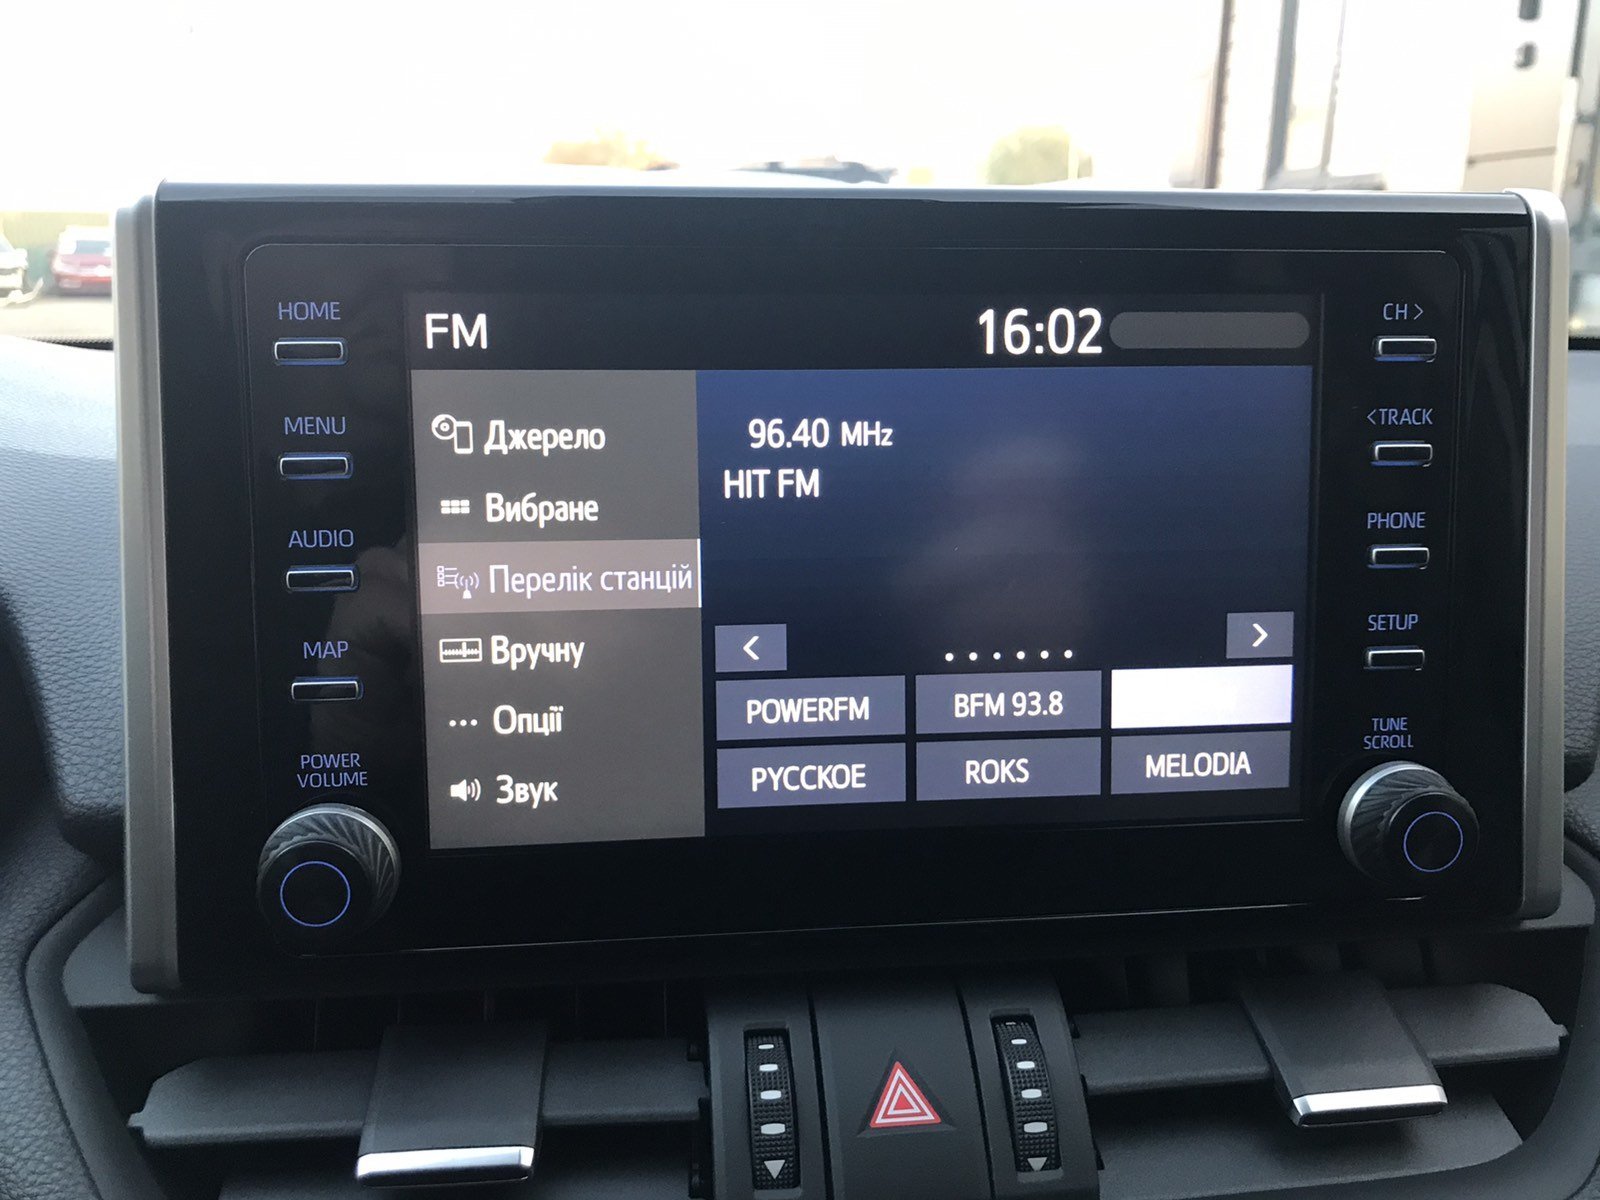 HOME
MENU
AUDIO
MAP
POWER
VOLUME
FM
16:02
Джерело
Вибране
Перелік станцій
Вручну
Опції
Звук
96.40 MHz
HIT FM
<
>
POWERFM
BFM 93.8
РУССКОЕ
ROKS
MELODIA
CH >
< TRACK
PHONE
SETUP
TUNE
SCROLL